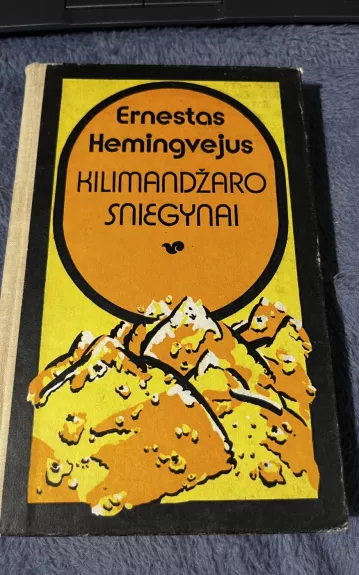 Ernestas
Hemingvejus
KILIMANDŽARO
SNIEGYNAI